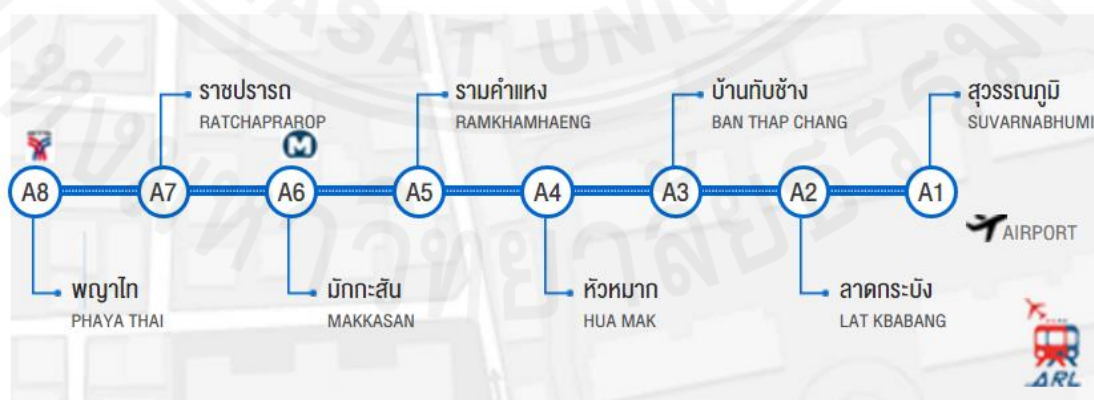 ราชปรารถ
RATCHAPRAROP
รามคำแหง
RAMKHAMHAENG
บ้านทับช้าง
BAN THAP CHANG
สุวรรณภูมิ
SUVARNABHUMI
M
A8 A7 A6 A5 A4 A3 A2 A1
AIRPORT
พญาไท
PHAYA THAI
มักกะสัน
MAKKASAN
หัวหมาก
HUA MAK
ลาดกระบัง
LAT KBABANG
ARL